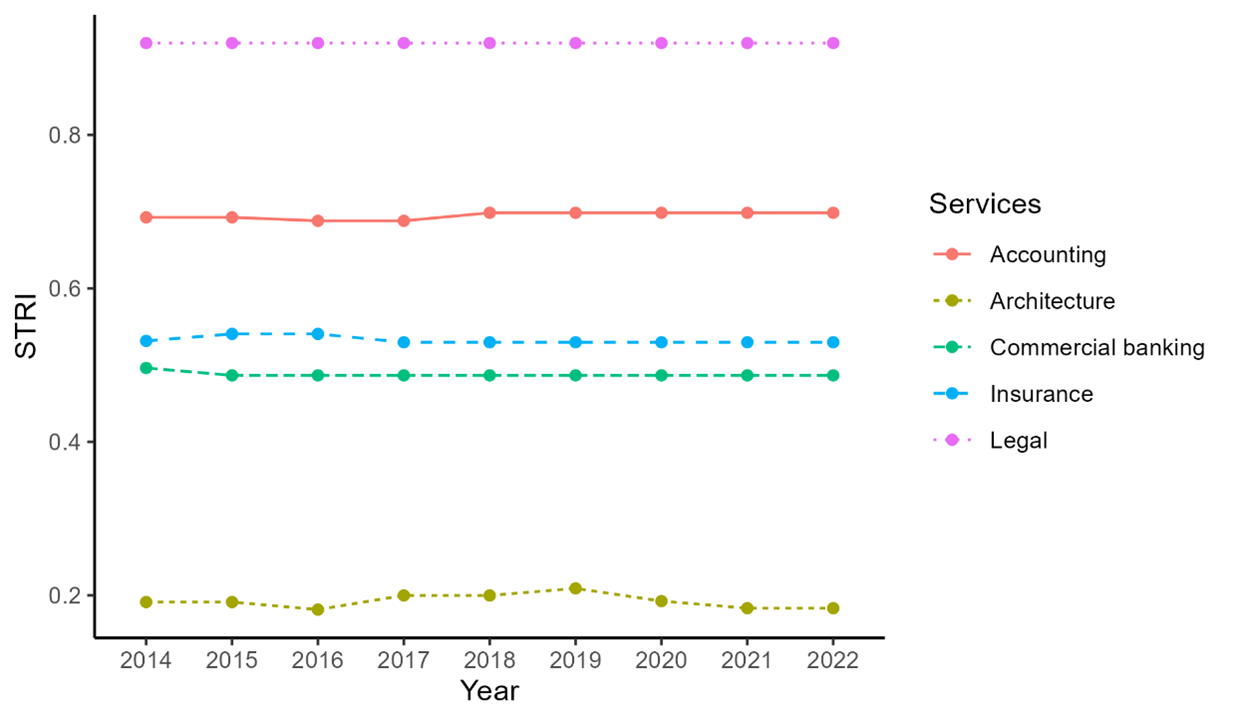 STRI
0.8
0.6
0.4
0.2
2014 2015 2016 2017 2018 2019 2020 2021 2022
Year
Services
Accounting
Architecture
Commercial banking
Insurance
Legal